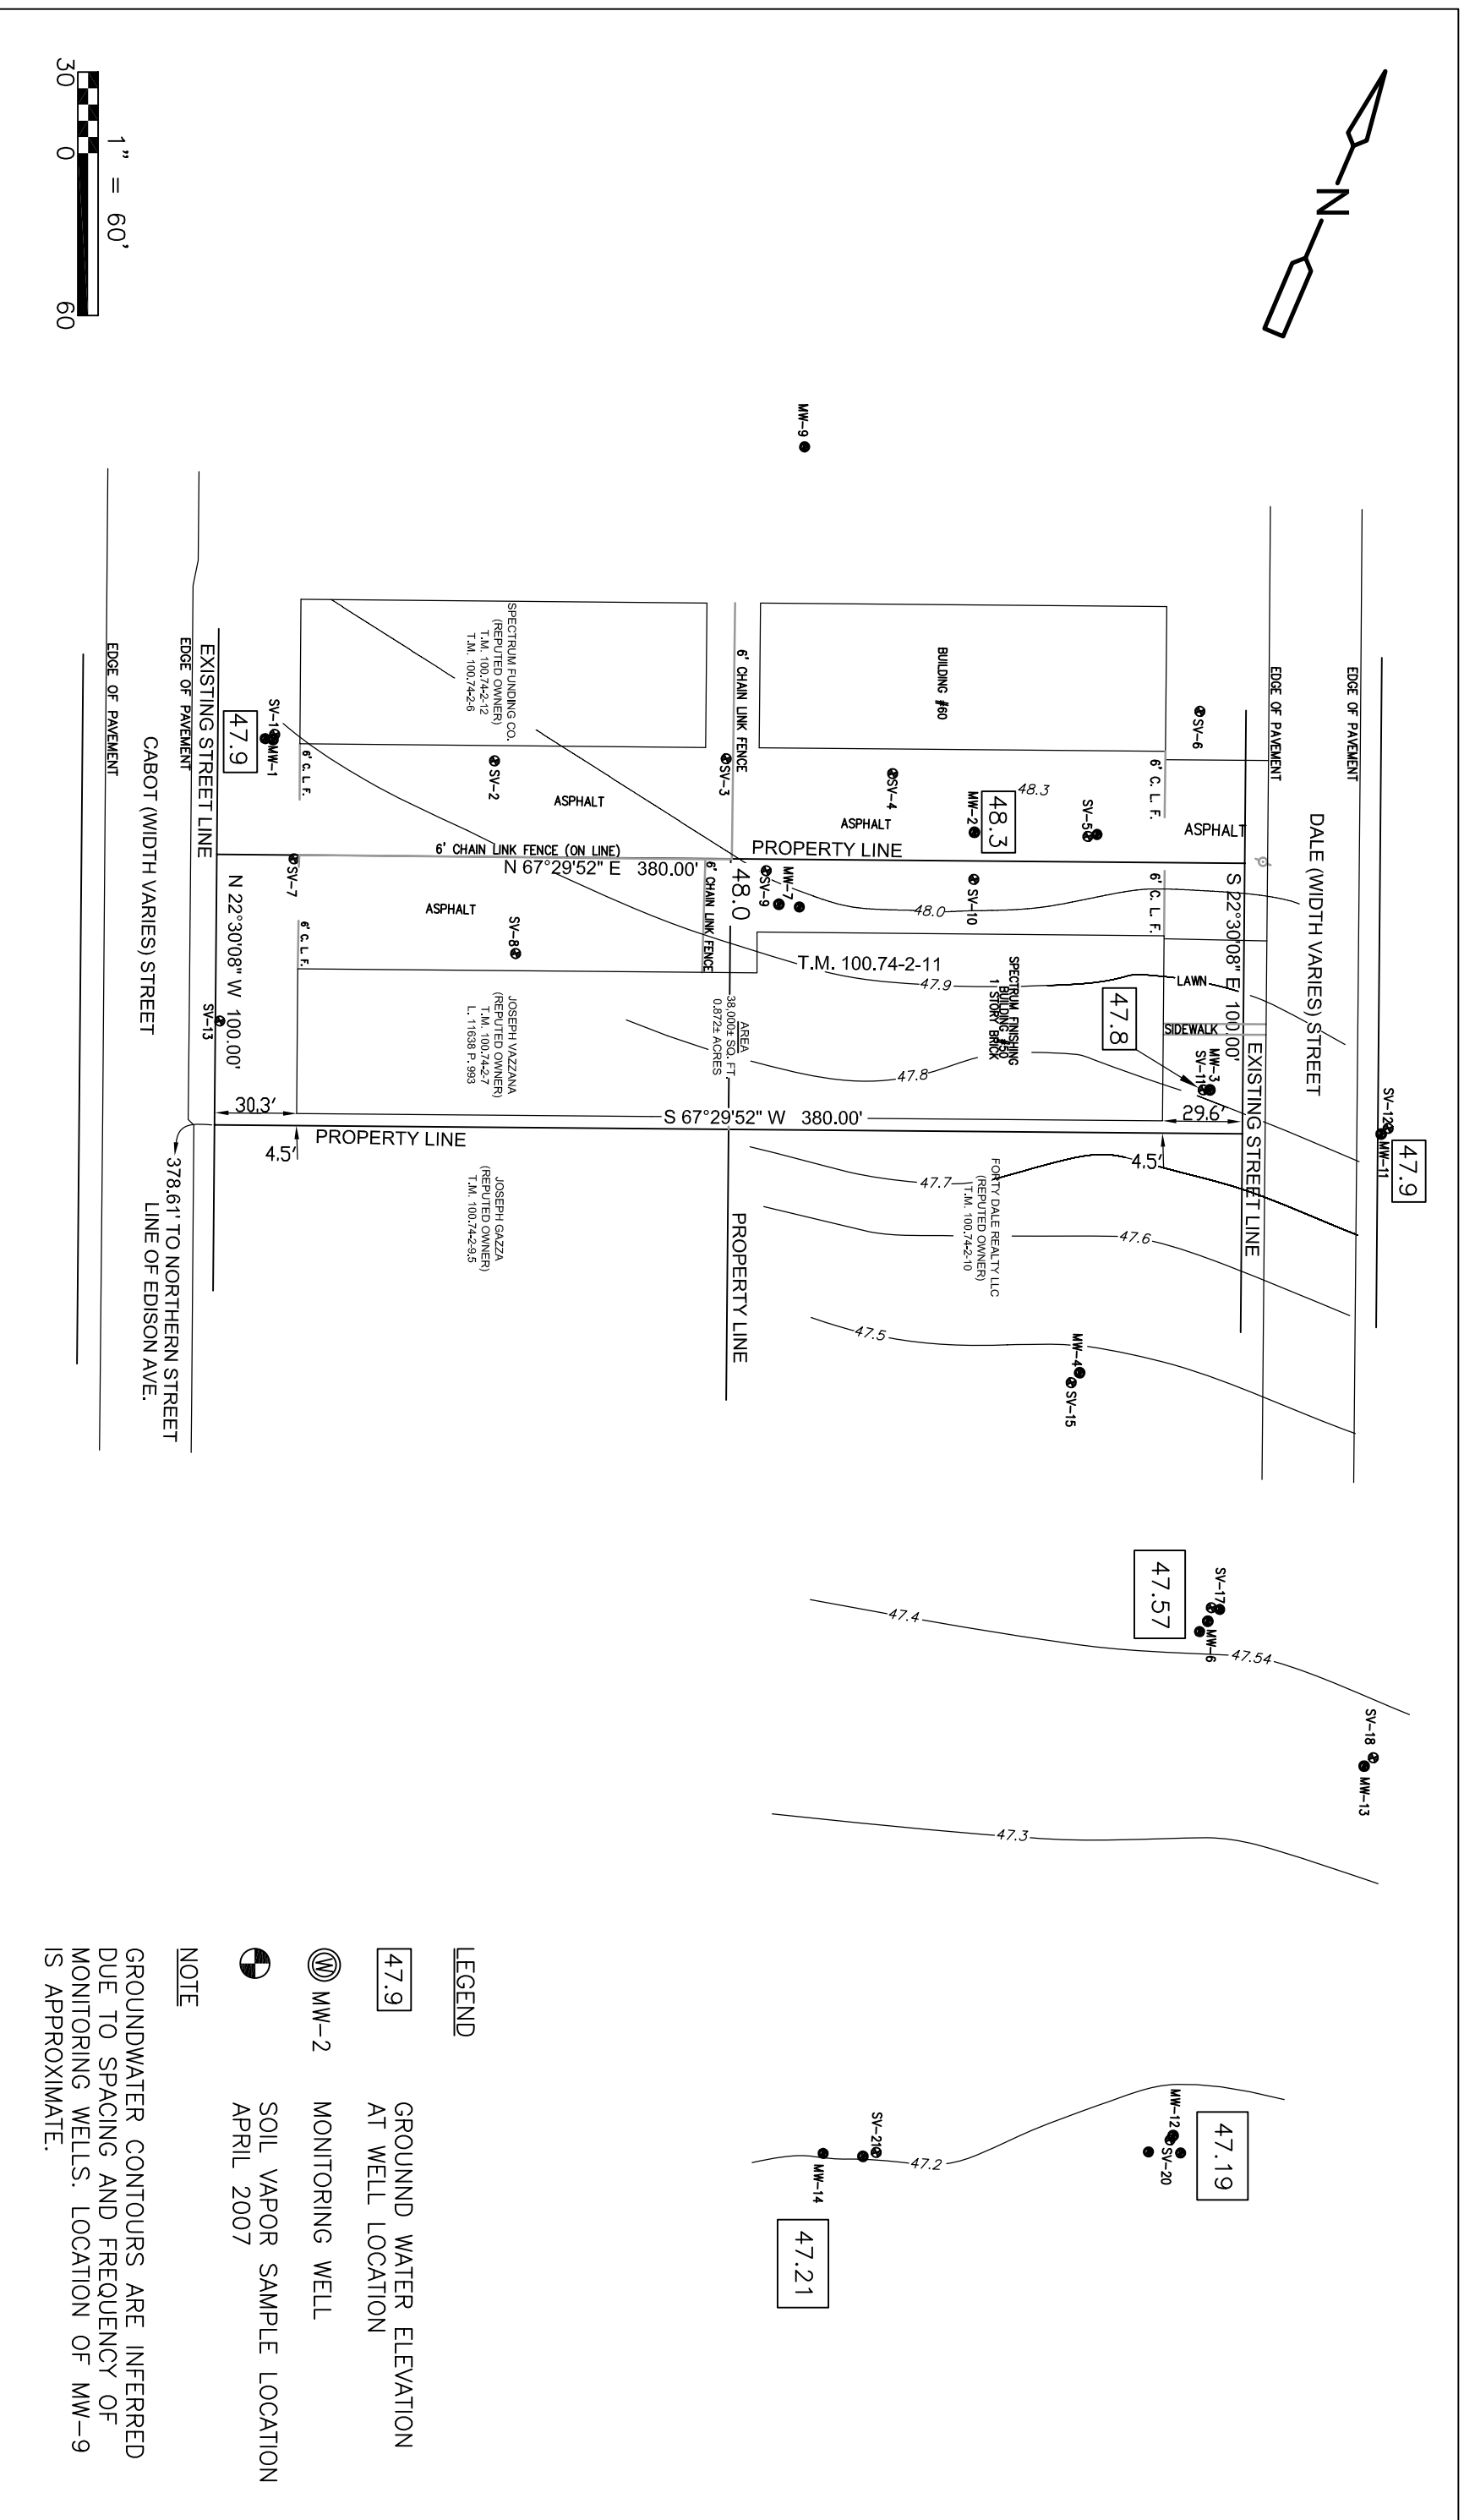 N
1" = 60'
30 0 60
MW-9
DALE (WIDTH VARIES) STREET
EDGE OF PAVEMENT
EDGE OF PAVEMENT
EXISTING STREET LINE
S 22°30'08" E 100.00'
SV-12
MW-11
47.9
SV-6
6' C. L. F.
ASPHALT
6' C. L. F.
LAWN
SIDEWALK
MW-3
SV-11
47.8
29.6'
4.5'
BUILDING #60
48.3
SV-5
MW-2
48.3
SV-4
ASPHALT
PROPERTY LINE
SV-10
48.0
MW-7
SV-9
48.0
T.M. 100.74-2-11
47.9
SPECTRUM FINISHING
BUILDING #50
1 STORY BRICK
47.8
AREA
38,000± SQ. FT.
0.872± ACRES
S 67°29'52" W 380.00'
6' CHAIN LINK FENCE
SV-3
6' CHAIN LINK FENCE
SPECTRUM FUNDING CO.
(REPUTED OWNER)
T.M. 100.74-2-12
T.M. 100.74-2-6
SV-2
ASPHALT
6' CHAIN LINK FENCE (ON LINE)
N 67°29'52" E 380.00'
ASPHALT
SV-8
JOSEPH VAZZANA
(REPUTED OWNER)
T.M. 100.74-2-7
L. 11638 P. 993
SV-1
MW-1
47.9
6' C. L. F.
SV-7
6' C. L. F.
EXISTING STREET LINE
N 22°30'08" W 100.00'
SV-13
30.3'
4.5'
PROPERTY LINE
EDGE OF PAVEMENT
CABOT (WIDTH VARIES) STREET
EDGE OF PAVEMENT
378.61' TO NORTHERN STREET
LINE OF EDISON AVE.
JOSEPH GAZZA
(REPUTED OWNER)
T.M. 100.74-2-9.5
PROPERTY LINE
FORTY DALE REALTY LLC
(REPUTED OWNER)
T.M. 100.74-2-10
47.7
47.6
47.5
MW-4
SV-15
SV-17
MW-6
47.57
47.4
47.54
SV-18
MW-13
47.3
MW-12
SV-20
47.19
SV-21
47.2
MW-14
47.21
LEGEND
47.9 GROUNND WATER ELEVATION
AT WELL LOCATION
W MW-2 MONITORING WELL
SOIL VAPOR SAMPLE LOCATION
APRIL 2007
NOTE
GROUNDWATER CONTOURS ARE INFERRED
DUE TO SPACING AND FREQUENCY OF
MONITORING WELLS. LOCATION OF MW-9
IS APPROXIMATE.